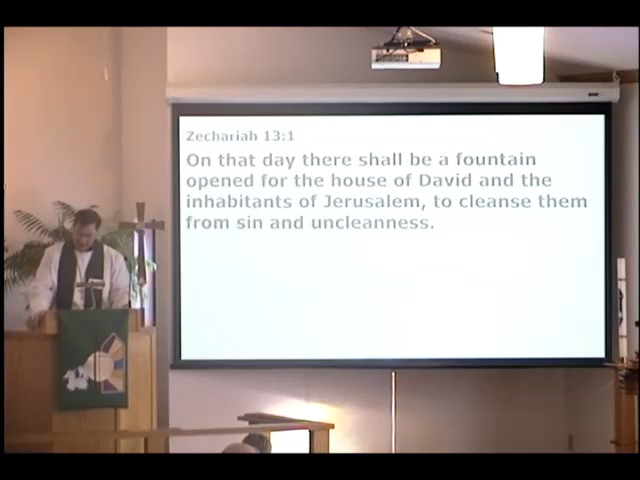 Zechariah 13:1
On that day there shall be a fountain
opened for the house of David and the
inhabitants of Jerusalem, to cleanse them
from sin and uncleanness.